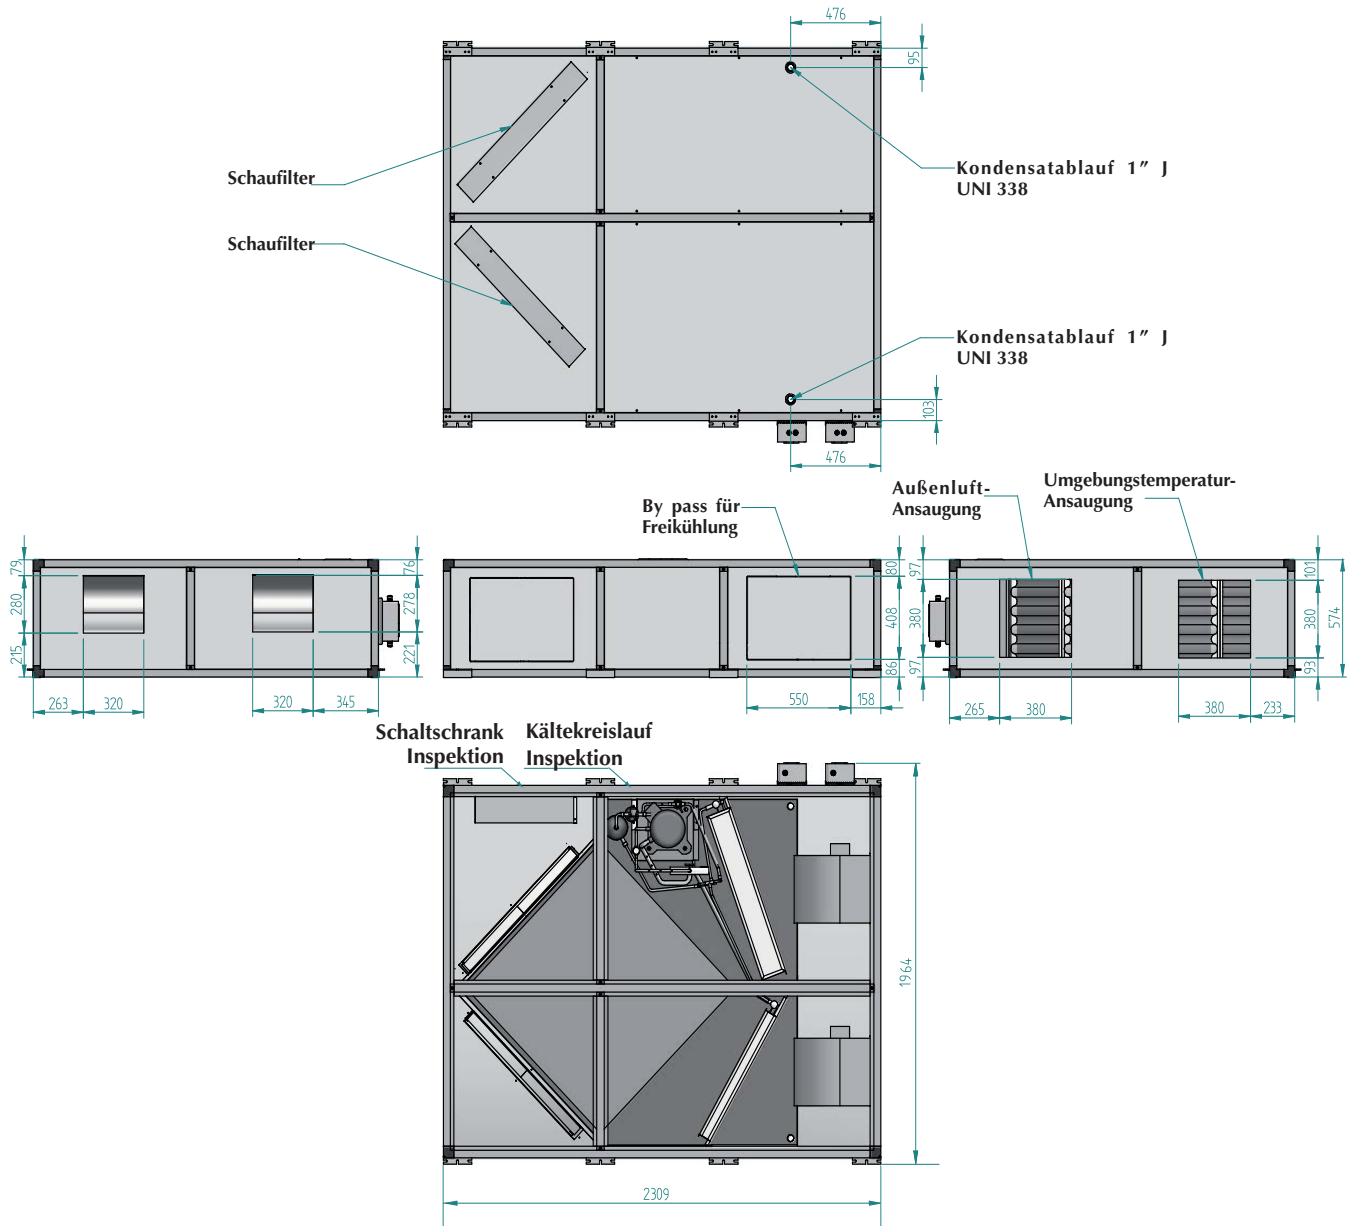 476
95
Schaufilter
Kondensatablauf 1” J
UNI 338
Schaufilter
Kondensatablauf 1” J
UNI 338
103
476
By pass für
Freikühlung
Außenluft-
Ansaugung
Umgebungstemperatur-
Ansaugung
79
280
215
76
278
221
263
320
320
345
80
408
86
550
158
97
380
97
101
380
93
574
265
380
380
233
Schaltschrank
Inspektion
Kältekreislauf
Inspektion
1964
2309